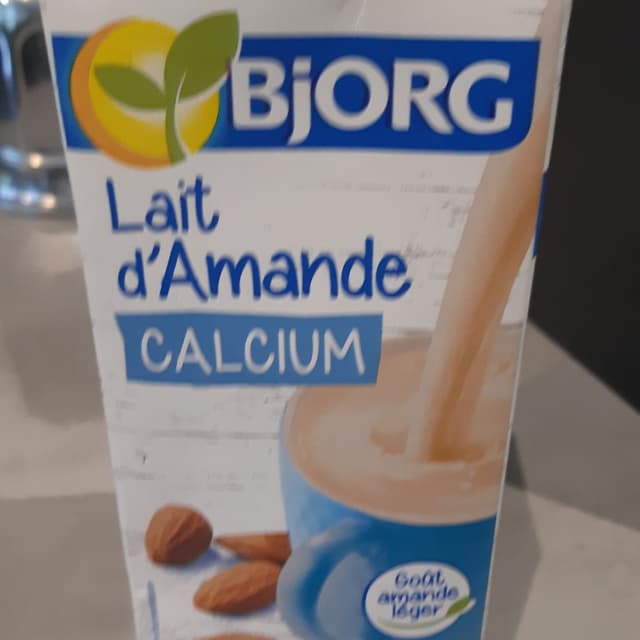 BjORG
Lait
d'Amande
CALCIUM
Goût
amande
léger